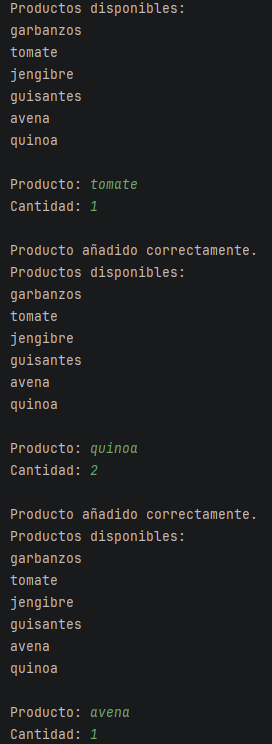 Productos disponibles:
garbanzos
tomate
jengibre
guisantes
avena
quinoa
Producto: tomate
Cantidad: 1
Producto añadido correctamente.
Productos disponibles:
garbanzos
tomate
jengibre
guisantes
avena
quinoa
Producto: quinoa
Cantidad: 2
Producto añadido correctamente.
Productos disponibles:
garbanzos
tomate
jengibre
guisantes
avena
quinoa
Producto: avena
Cantidad: 1